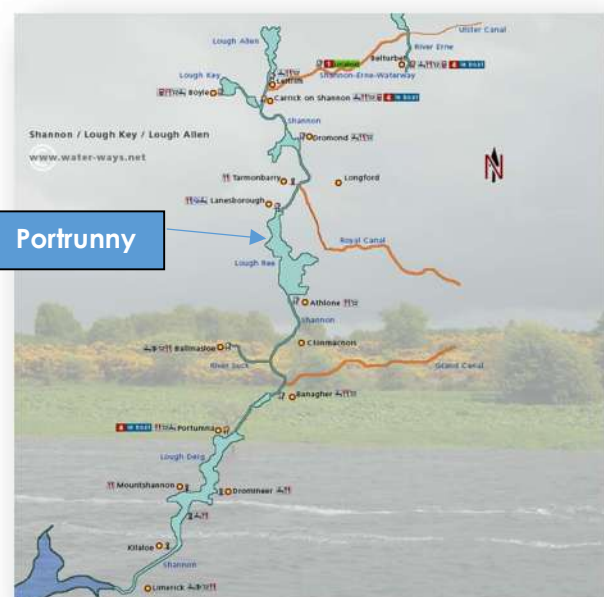 Ulster Canal
Lough Allen
River Erne
Belturbet
Shannon-Erne-Waterway
Leitrim
Lough Key
Boyle
Carrick on Shannon
Shannon
Shannon / Lough Key / Lough Allen
Dromond
www.water-ways.net
N
Tarmonbarry
Longford
Lanesborough
Portrunny
Royal Canal
Lough Ree
Athlone
Shannon
Clonmacnois
Ballinasloe
River Suck
Grand Canal
Banagher
Portumna
Lough Derg
Mountshannon
Dromineer
Killaloe
Shannon
Limerick